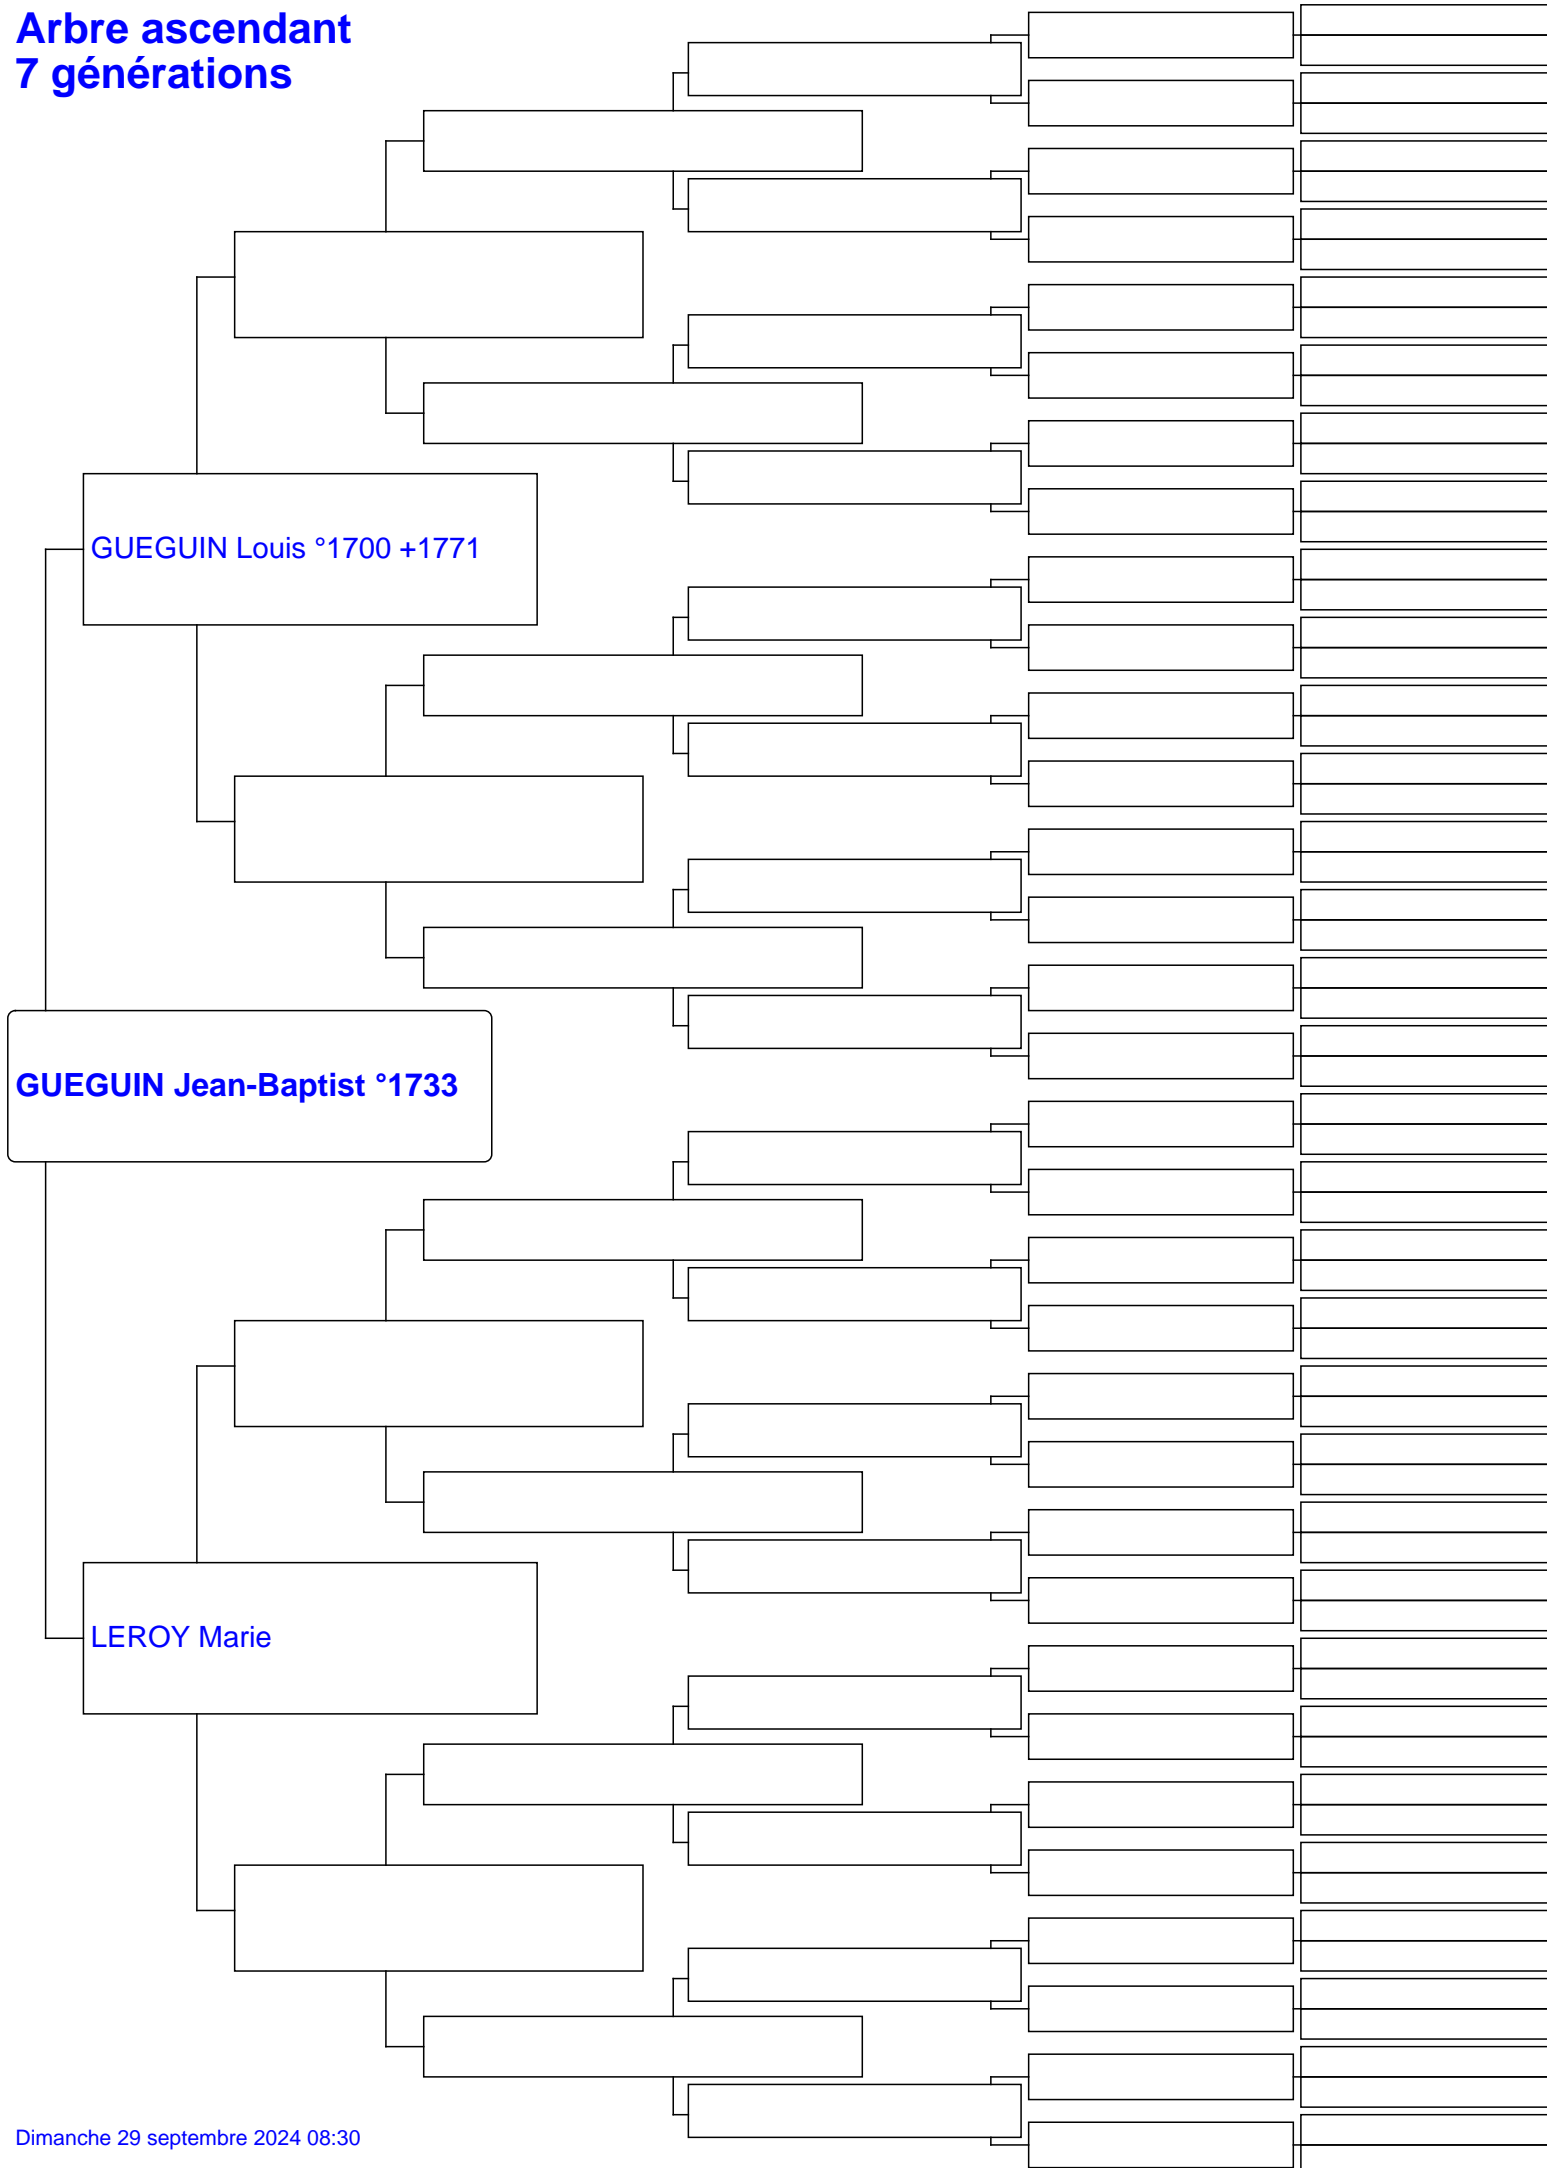 Arbre ascendant
7 générations
GUEGUIN Louis °1700 +1771
GUEGUIN Jean-Baptist °1733
LEROY Marie
Dimanche 29 septembre 2024 08:30